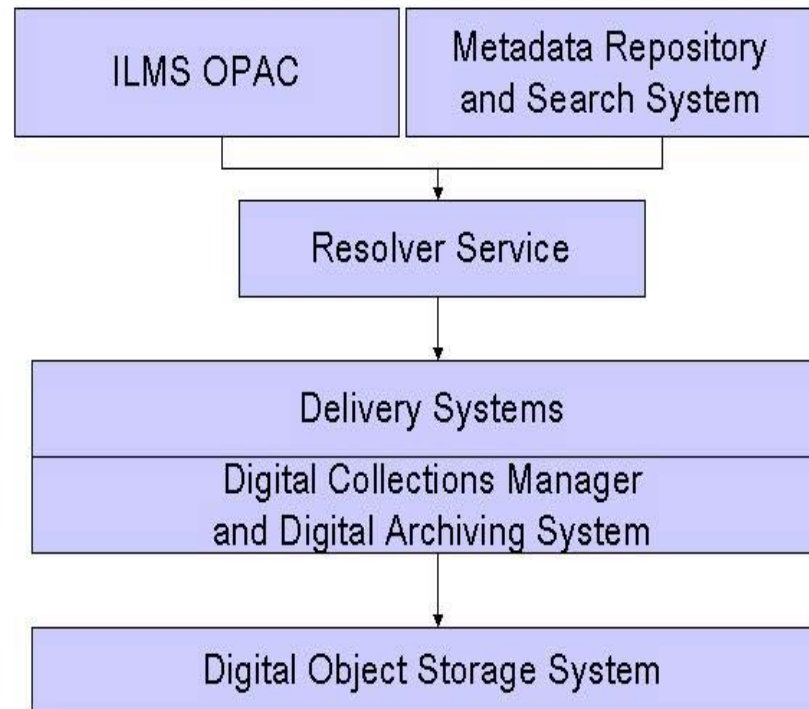 ILMS OPAC
Metadata Repository
and Search System
Resolver Service
Delivery Systems
Digital Collections Manager
and Digital Archiving System
Digital Object Storage System